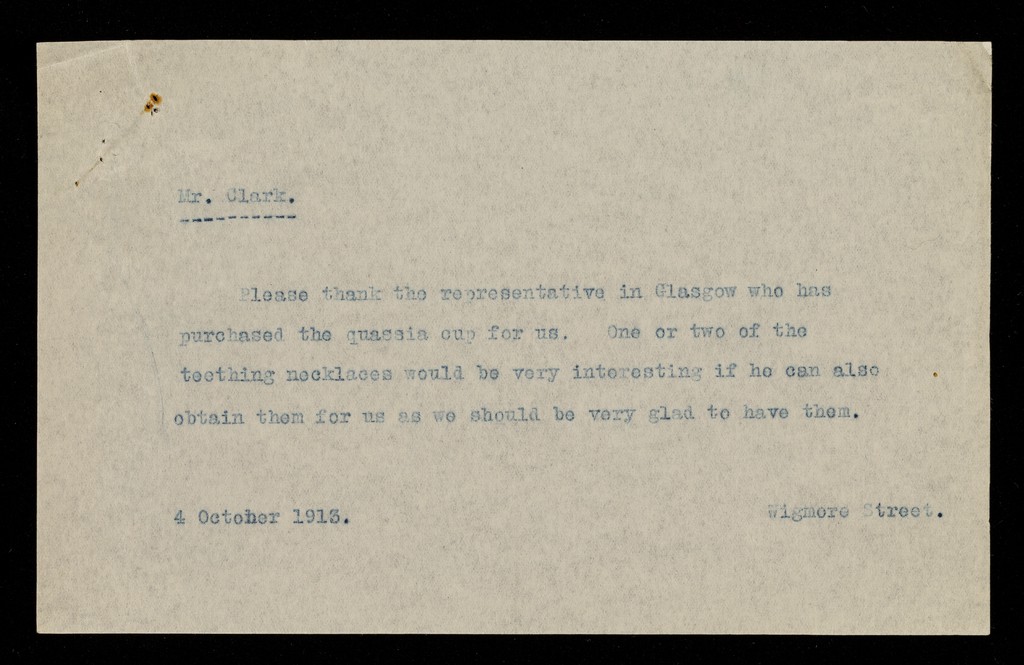 Mr. Clark.
Please thank the representative in Glasgow who has
purchased the quassia cup for us. One or two of the
teething necklaces would be very interesting if he can also
obtain them for us as we should be very glad to have them.
4 October 1913.
Wigmore Street.